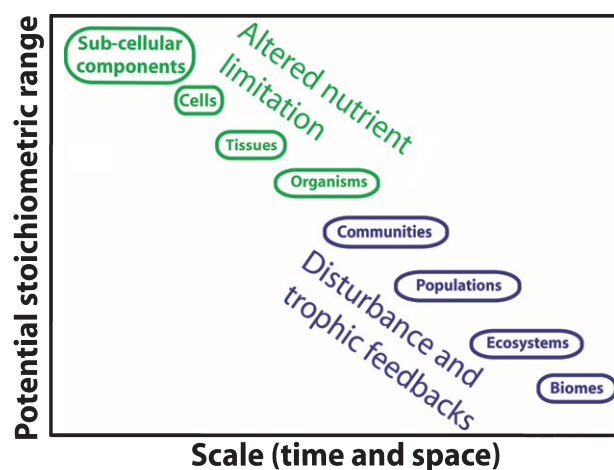 Potential stoichiometric range
Sub-cellular
components
Altered nutrient
limitation
Cells
Tissues
Organisms
Communities
Populations
Disturbance and
trophic feedbacks
Ecosystems
Biomes
Scale (time and space)